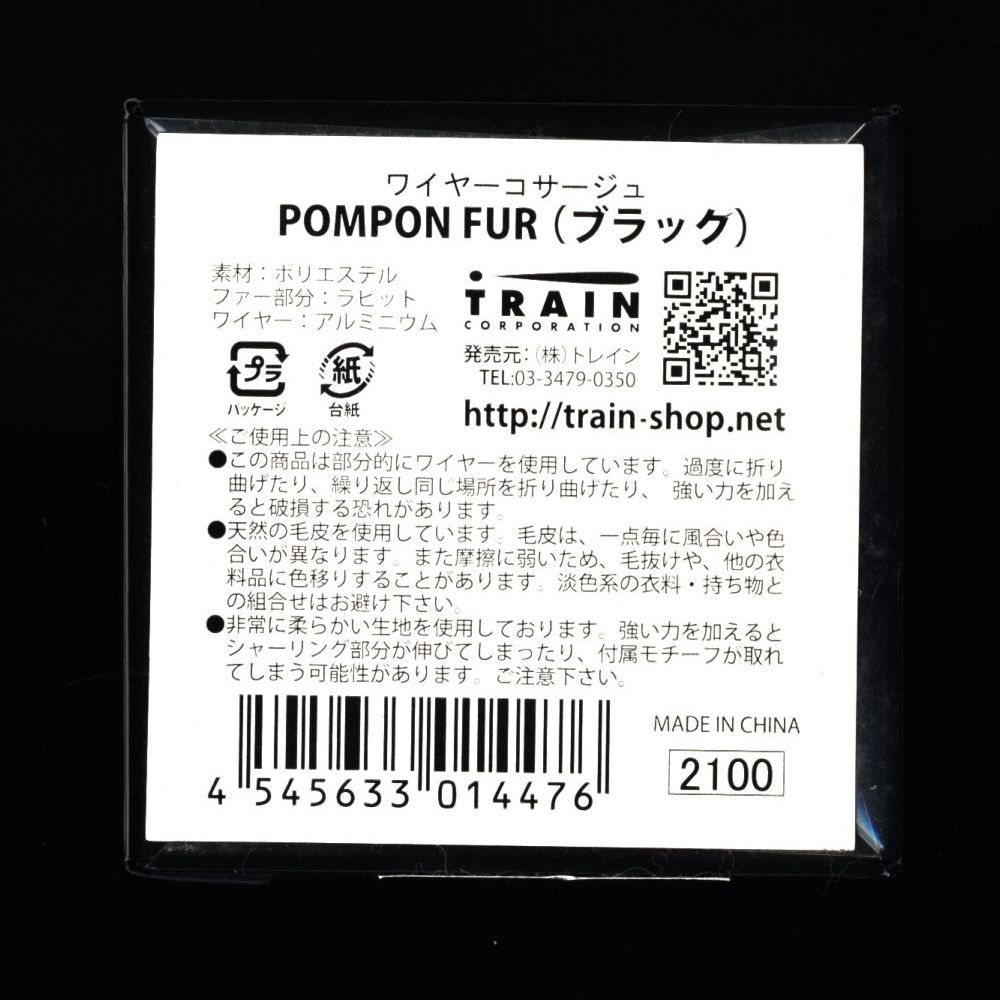 ワイヤーコサージュ
POMPON FUR（ブラック）
素材：ポリエステル
ファー部分：ラビット
ワイヤー：アルミニウム
プラ
パッケージ
紙
台紙
TRAIN
CORPORATION
発売元：（株）トレイン
TEL:03-3479-0350
http://train-shop.net
≪ご使用上の注意≫
●この商品は部分的にワイヤーを使用しています。過度に折り
曲げたり、繰り返し同じ場所を折り曲げたり、 強い力を加え
ると破損する恐れがあります。
●天然の毛皮を使用しています。毛皮は、一点毎に風合いや色
合いが異なります。また摩擦に弱いため、毛抜けや、他の衣
料品に色移りすることがあります。淡色系の衣料・持ち物と
の組合せはお避け下さい。
●非常に柔らかい生地を使用しております。強い力を加えると
シャーリング部分が伸びてしまったり、付属モチーフが取れ
てしまう可能性があります。ご注意下さい。
4 545633 014476
MADE IN CHINA
2100